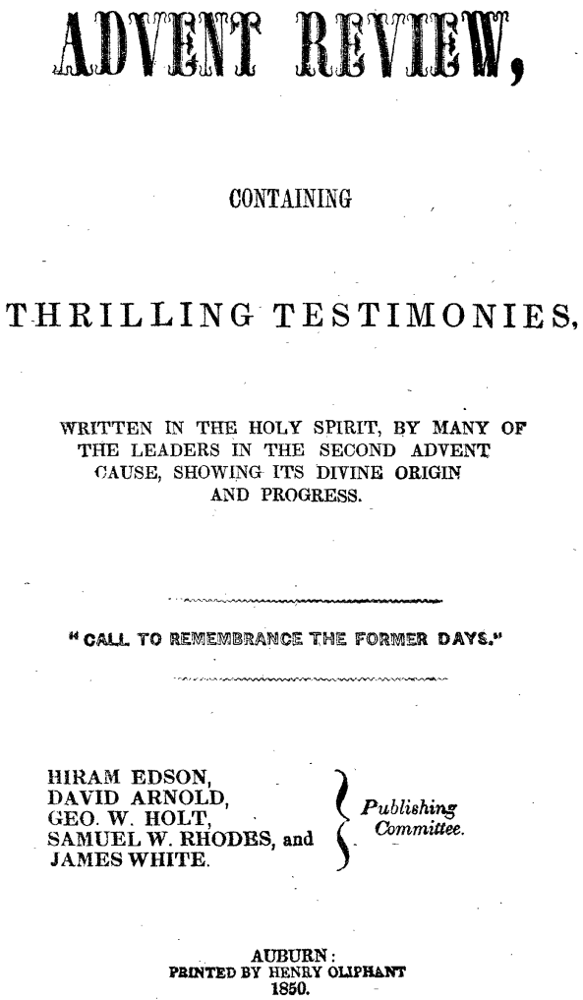 ADVENT REVIEW,
CONTAINING
THRILLING TESTIMONIES,
WRITTEN IN THE HOLY SPIRIT, BY MANY OF
THE LEADERS IN THE SECOND ADVENT
CAUSE, SHOWING ITS DIVINE ORIGIN
AND PROGRESS.
"CALL TO REMEMBRANCE THE FORMER DAYS."
HIRAM EDSON,
DAVID ARNOLD,
GEO. W. HOLT,
SAMUEL W. RHODES, and
JAMES WHITE.
Publishing
Committee.
AUBURN:
PRINTED BY HENRY OLIPHANT
1850.